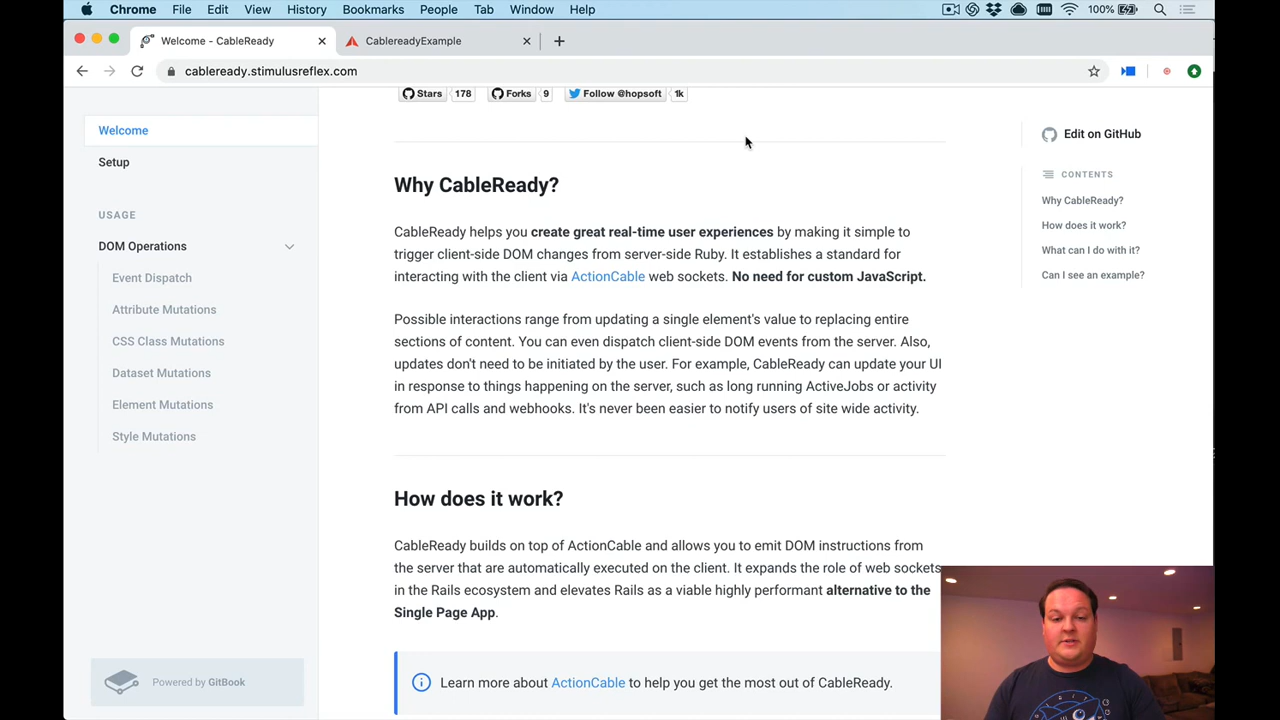 Chrome File Edit View History Bookmarks People Tab Window Help 100%
Welcome - CableReady CablereadyExample
cableready.stimulusreflex.com
Stars 178 Forks 9 Follow @hopsoft 1k
Welcome
Setup
USAGE
DOM Operations
Event Dispatch
Attribute Mutations
CSS Class Mutations
Dataset Mutations
Element Mutations
Style Mutations
Powered by GitBook
Why CableReady?
CableReady helps you create great real-time user experiences by making it simple to
trigger client-side DOM changes from server-side Ruby. It establishes a standard for
interacting with the client via ActionCable web sockets. No need for custom JavaScript.
Possible interactions range from updating a single element's value to replacing entire
sections of content. You can even dispatch client-side DOM events from the server. Also,
updates don't need to be initiated by the user. For example, CableReady can update your UI
in response to things happening on the server, such as long running ActiveJobs or activity
from API calls and webhooks. It's never been easier to notify users of site wide activity.
How does it work?
CableReady builds on top of ActionCable and allows you to emit DOM instructions from
the server that are automatically executed on the client. It expands the role of web sockets
in the Rails ecosystem and elevates Rails as a viable highly performant alternative to the
Single Page App.
Learn more about ActionCable to help you get the most out of CableReady.
Edit on GitHub
CONTENTS
Why CableReady?
How does it work?
What can I do with it?
Can I see an example?